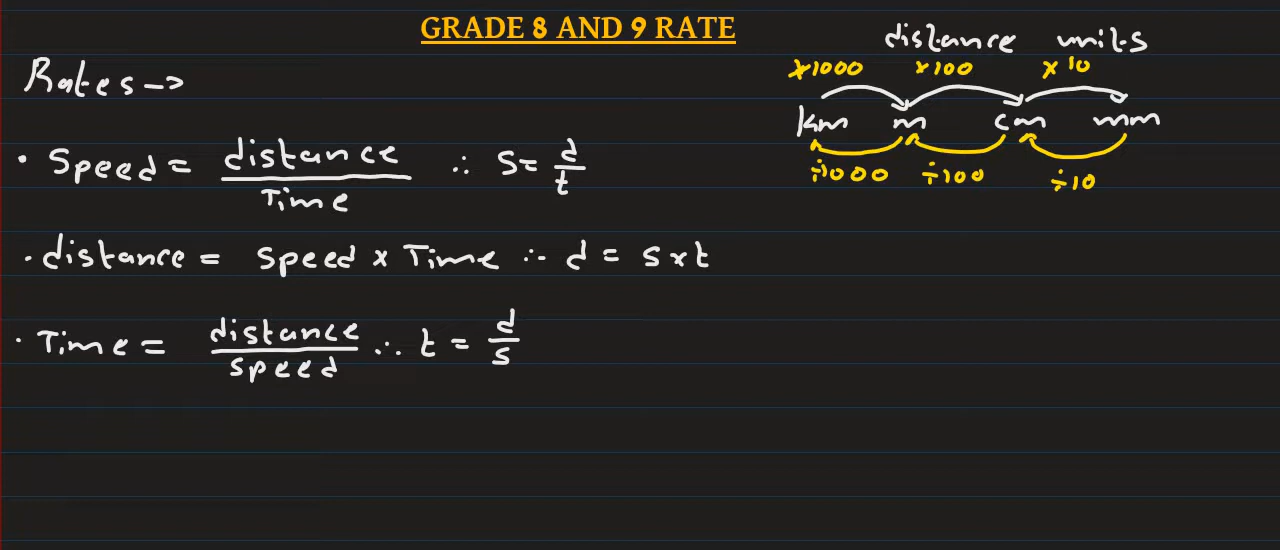 GRADE 8 AND 9 RATE
Rates →
• Speed = distance / Time ∴ S = d / t
• distance = speed × Time ∴ d = s × t
• Time = distance / speed ∴ t = d / s
distance units
×1000 ×100 ×10
km m cm mm
÷1000 ÷100 ÷10